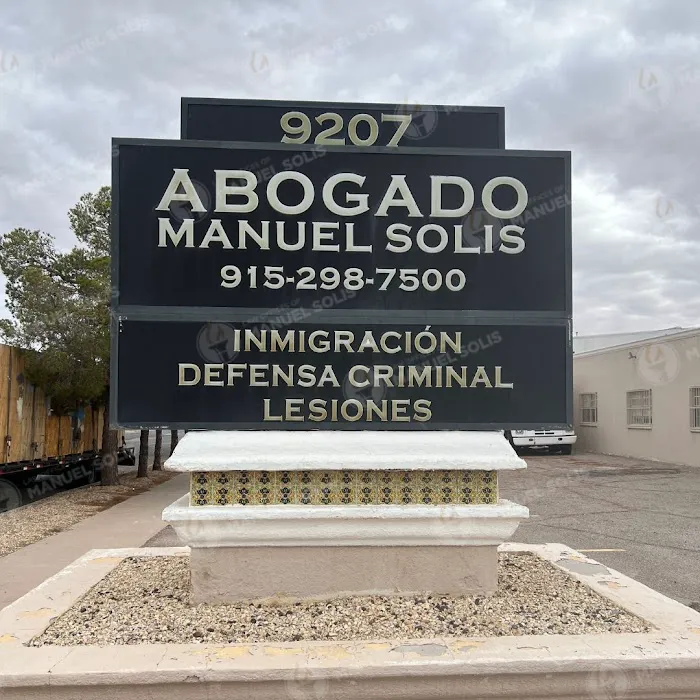 9207
ABOGADO
MANUEL SOLIS
915-298-7500
INMIGRACIÓN
DEFENSA CRIMINAL
LESIONES